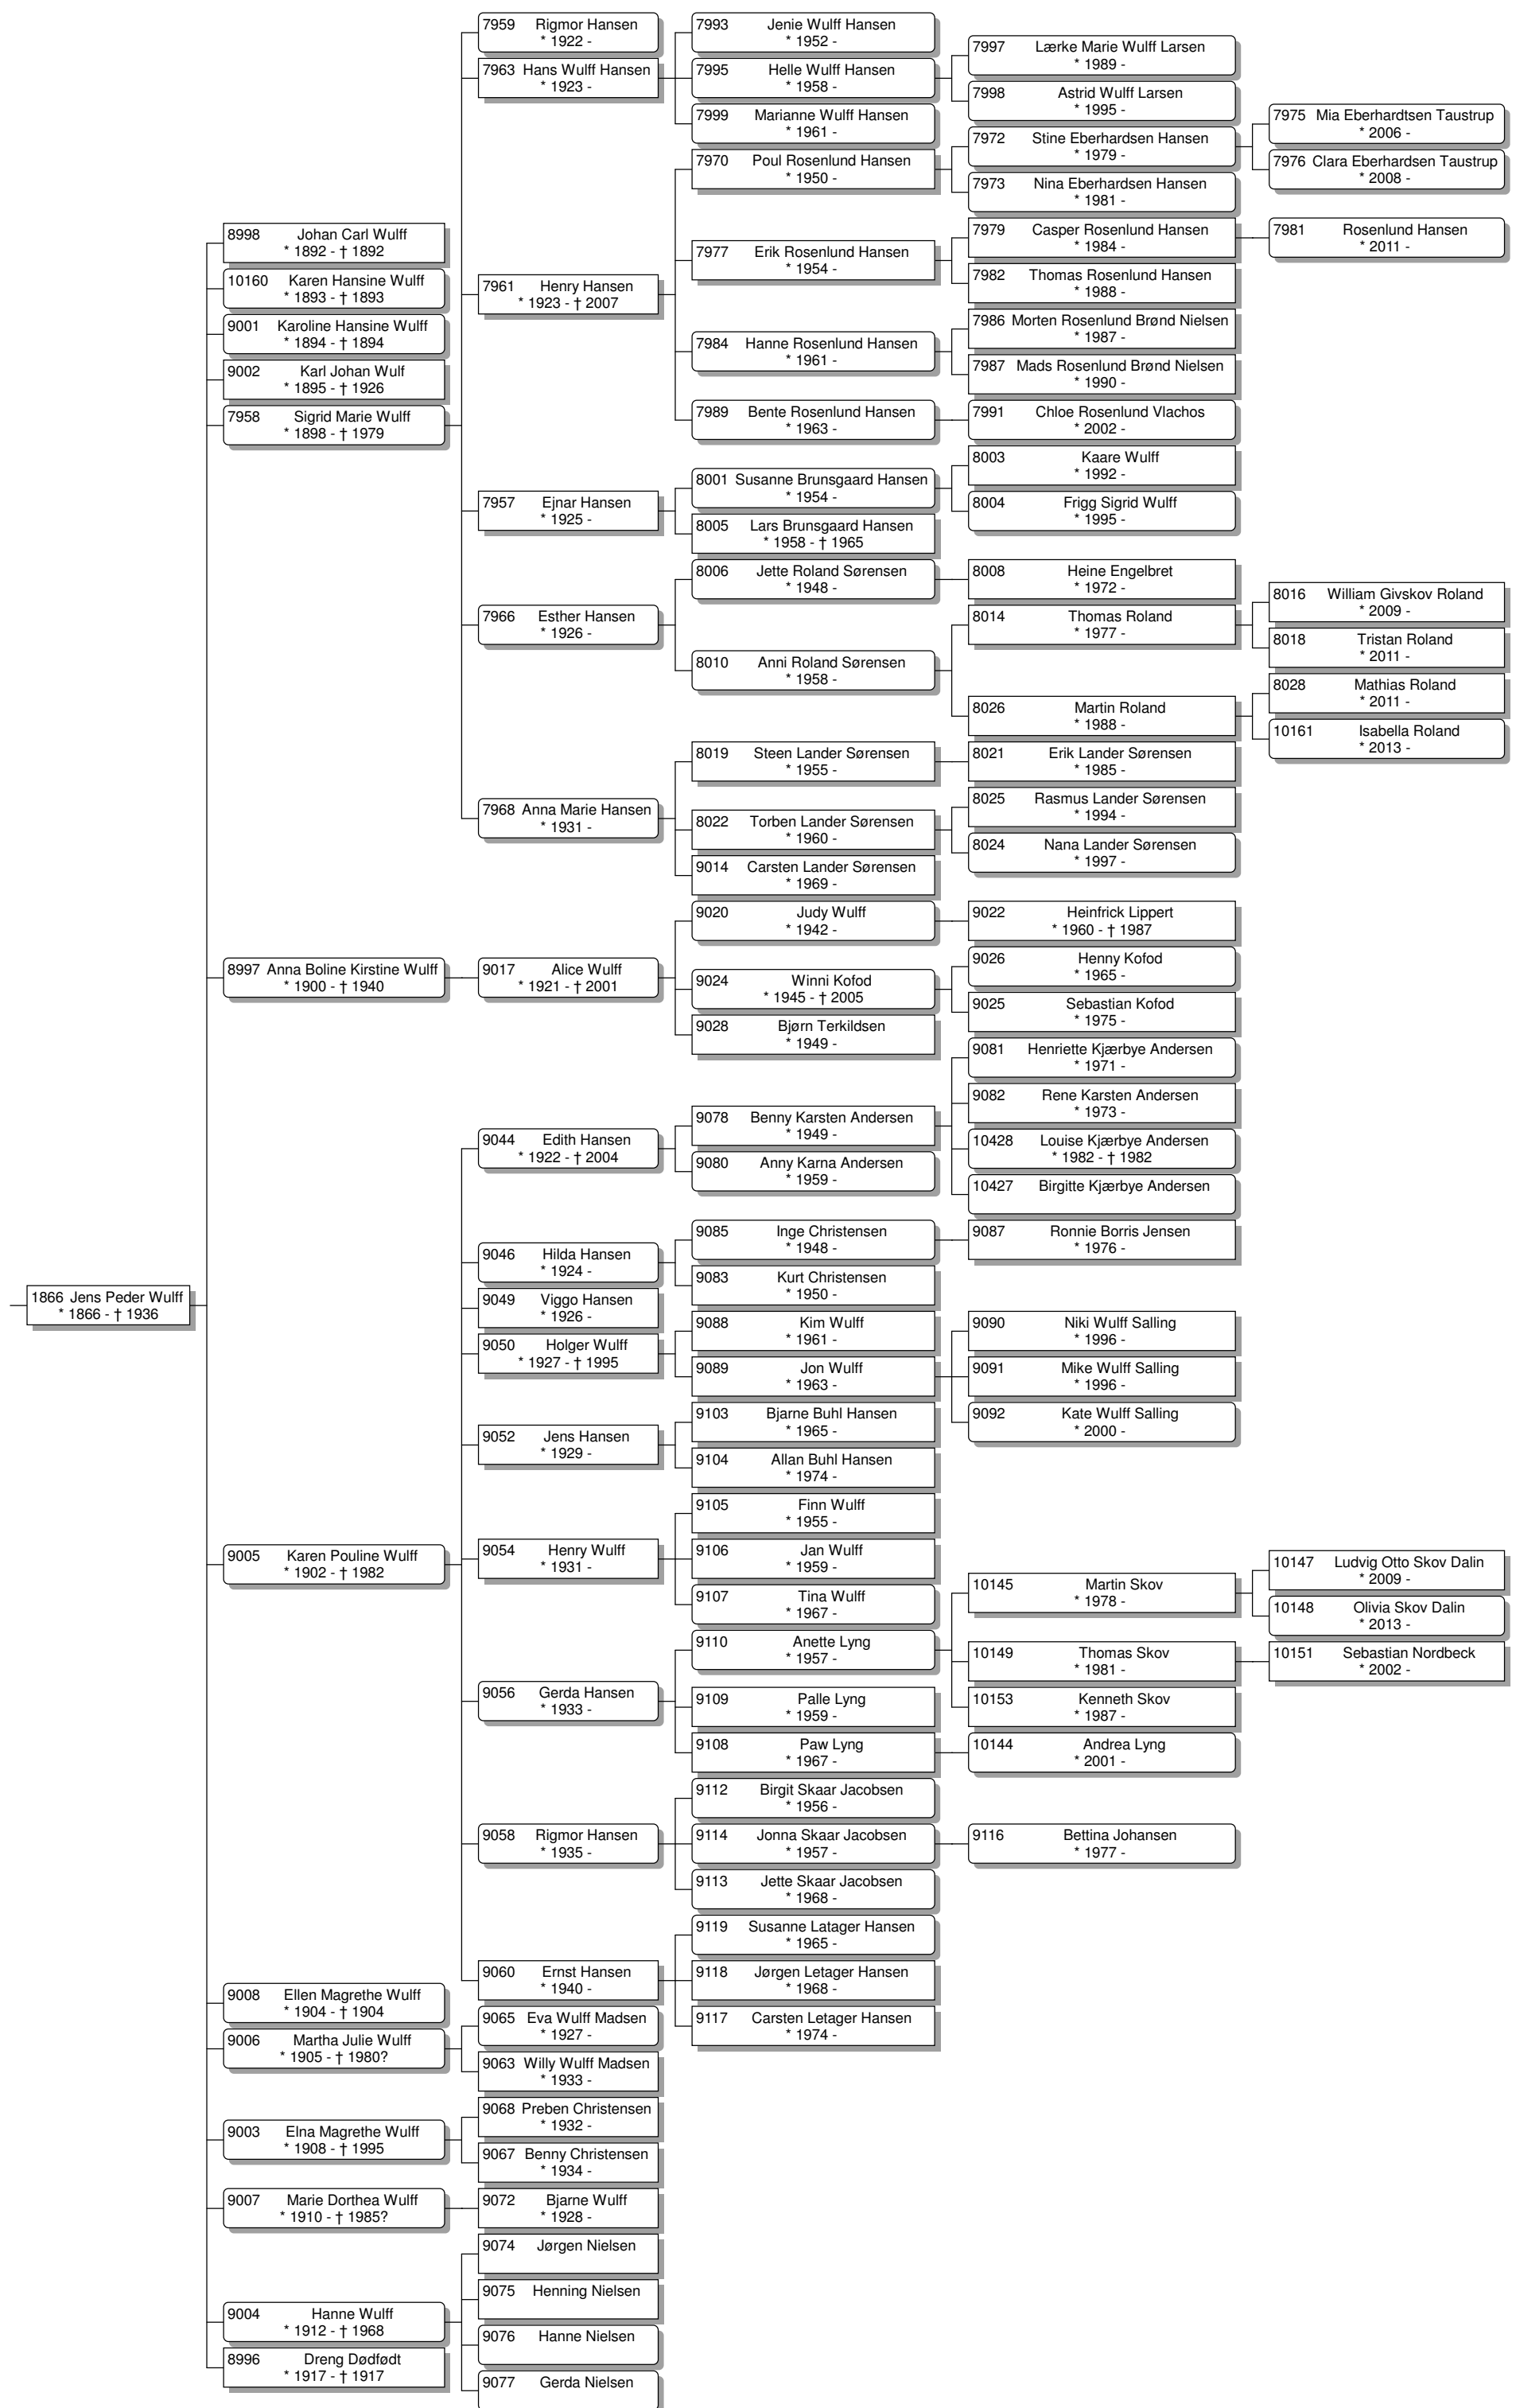 1866 Jens Peder Wulff
* 1866 - † 1936
8998 Johan Carl Wulff
* 1892 - † 1892
10160 Karen Hansine Wulff
* 1893 - † 1893
9001 Karoline Hansine Wulff
* 1894 - † 1894
9002 Karl Johan Wulf
* 1895 - † 1926
7958 Sigrid Marie Wulff
* 1898 - † 1979
7959 Rigmor Hansen
* 1922 -
7963 Hans Wulff Hansen
* 1923 -
7993 Jenie Wulff Hansen
* 1952 -
7995 Helle Wulff Hansen
* 1958 -
7997 Lærke Marie Wulff Larsen
* 1989 -
7998 Astrid Wulff Larsen
* 1995 -
7999 Marianne Wulff Hansen
* 1961 -
7961 Henry Hansen
* 1923 - † 2007
7970 Poul Rosenlund Hansen
* 1950 -
7972 Stine Eberhardsen Hansen
* 1979 -
7975 Mia Eberhardtsen Taustrup
* 2006 -
7976 Clara Eberhardsen Taustrup
* 2008 -
7973 Nina Eberhardsen Hansen
* 1981 -
7977 Erik Rosenlund Hansen
* 1954 -
7979 Casper Rosenlund Hansen
* 1984 -
7981 Rosenlund Hansen
* 2011 -
7982 Thomas Rosenlund Hansen
* 1988 -
7984 Hanne Rosenlund Hansen
* 1961 -
7986 Morten Rosenlund Brønd Nielsen
* 1987 -
7987 Mads Rosenlund Brønd Nielsen
* 1990 -
7989 Bente Rosenlund Hansen
* 1963 -
7991 Chloe Rosenlund Vlachos
* 2002 -
7957 Ejnar Hansen
* 1925 -
8001 Susanne Brunsgaard Hansen
* 1954 -
8003 Kaare Wulff
* 1992 -
8004 Frigg Sigrid Wulff
* 1995 -
8005 Lars Brunsgaard Hansen
* 1958 - † 1965
7966 Esther Hansen
* 1926 -
8006 Jette Roland Sørensen
* 1948 -
8008 Heine Engelbret
* 1972 -
8010 Anni Roland Sørensen
* 1958 -
8014 Thomas Roland
* 1977 -
8016 William Givskov Roland
* 2009 -
8018 Tristan Roland
* 2011 -
8026 Martin Roland
* 1988 -
8028 Mathias Roland
* 2011 -
10161 Isabella Roland
* 2013 -
7968 Anna Marie Hansen
* 1931 -
8019 Steen Lander Sørensen
* 1955 -
8021 Erik Lander Sørensen
* 1985 -
8022 Torben Lander Sørensen
* 1960 -
8025 Rasmus Lander Sørensen
* 1994 -
8024 Nana Lander Sørensen
* 1997 -
9014 Carsten Lander Sørensen
* 1969 -
8997 Anna Boline Kirstine Wulff
* 1900 - † 1940
9017 Alice Wulff
* 1921 - † 2001
9020 Judy Wulff
* 1942 -
9022 Heinfrick Lippert
* 1960 - † 1987
9024 Winni Kofod
* 1945 - † 2005
9026 Henny Kofod
* 1965 -
9025 Sebastian Kofod
* 1975 -
9028 Bjørn Terkildsen
* 1949 -
9005 Karen Pouline Wulff
* 1902 - † 1982
9044 Edith Hansen
* 1922 - † 2004
9078 Benny Karsten Andersen
* 1949 -
9081 Henriette Kjærbye Andersen
* 1971 -
9082 Rene Karsten Andersen
* 1973 -
10428 Louise Kjærbye Andersen
* 1982 - † 1982
10427 Birgitte Kjærbye Andersen
9080 Anny Karna Andersen
* 1959 -
9046 Hilda Hansen
* 1924 -
9085 Inge Christensen
* 1948 -
9087 Ronnie Borris Jensen
* 1976 -
9083 Kurt Christensen
* 1950 -
9049 Viggo Hansen
* 1926 -
9050 Holger Wulff
* 1927 - † 1995
9088 Kim Wulff
* 1961 -
9089 Jon Wulff
* 1963 -
9090 Niki Wulff Salling
* 1996 -
9091 Mike Wulff Salling
* 1996 -
9092 Kate Wulff Salling
* 2000 -
9052 Jens Hansen
* 1929 -
9103 Bjarne Buhl Hansen
* 1965 -
9104 Allan Buhl Hansen
* 1974 -
9054 Henry Wulff
* 1931 -
9105 Finn Wulff
* 1955 -
9106 Jan Wulff
* 1959 -
9107 Tina Wulff
* 1967 -
9056 Gerda Hansen
* 1933 -
9110 Anette Lyng
* 1957 -
10145 Martin Skov
* 1978 -
10147 Ludvig Otto Skov Dalin
* 2009 -
10148 Olivia Skov Dalin
* 2013 -
10149 Thomas Skov
* 1981 -
10151 Sebastian Nordbeck
* 2002 -
10153 Kenneth Skov
* 1987 -
9109 Palle Lyng
* 1959 -
9108 Paw Lyng
* 1967 -
10144 Andrea Lyng
* 2001 -
9058 Rigmor Hansen
* 1935 -
9112 Birgit Skaar Jacobsen
* 1956 -
9114 Jonna Skaar Jacobsen
* 1957 -
9116 Bettina Johansen
* 1977 -
9113 Jette Skaar Jacobsen
* 1968 -
9060 Ernst Hansen
* 1940 -
9119 Susanne Latager Hansen
* 1965 -
9118 Jørgen Letager Hansen
* 1968 -
9117 Carsten Letager Hansen
* 1974 -
9008 Ellen Magrethe Wulff
* 1904 - † 1904
9006 Martha Julie Wulff
* 1905 - † 1980?
9065 Eva Wulff Madsen
* 1927 -
9063 Willy Wulff Madsen
* 1933 -
9003 Elna Magrethe Wulff
* 1908 - † 1995
9068 Preben Christensen
* 1932 -
9067 Benny Christensen
* 1934 -
9007 Marie Dorthea Wulff
* 1910 - † 1985?
9072 Bjarne Wulff
* 1928 -
9004 Hanne Wulff
* 1912 - † 1968
9074 Jørgen Nielsen
9075 Henning Nielsen
9076 Hanne Nielsen
9077 Gerda Nielsen
8996 Dreng Dødfødt
* 1917 - † 1917